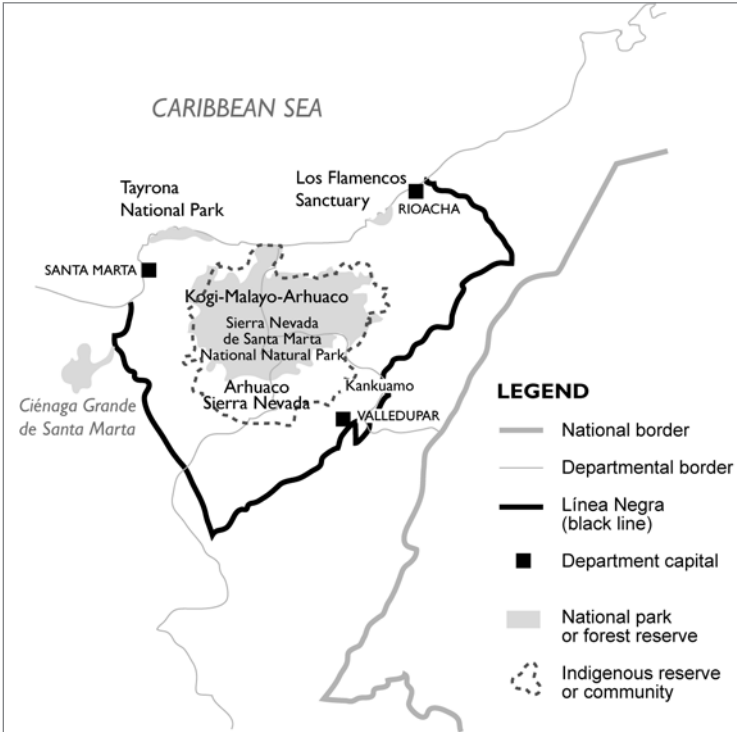 CARIBBEAN SEA
Tayrona
National Park
Los Flamencos
Sanctuary
RIOACHA
SANTA MARTA
Kogi-Malayo-Arhuaco
Sierra Nevada
de Santa Marta
National Natural Park
Arhuaco
Sierra Nevada
Kankuamo
VALLEDUPAR
Ciénaga Grande
de Santa Marta
LEGEND
National border
Departmental border
Línea Negra
(black line)
Department capital
National park
or forest reserve
Indigenous reserve
or community